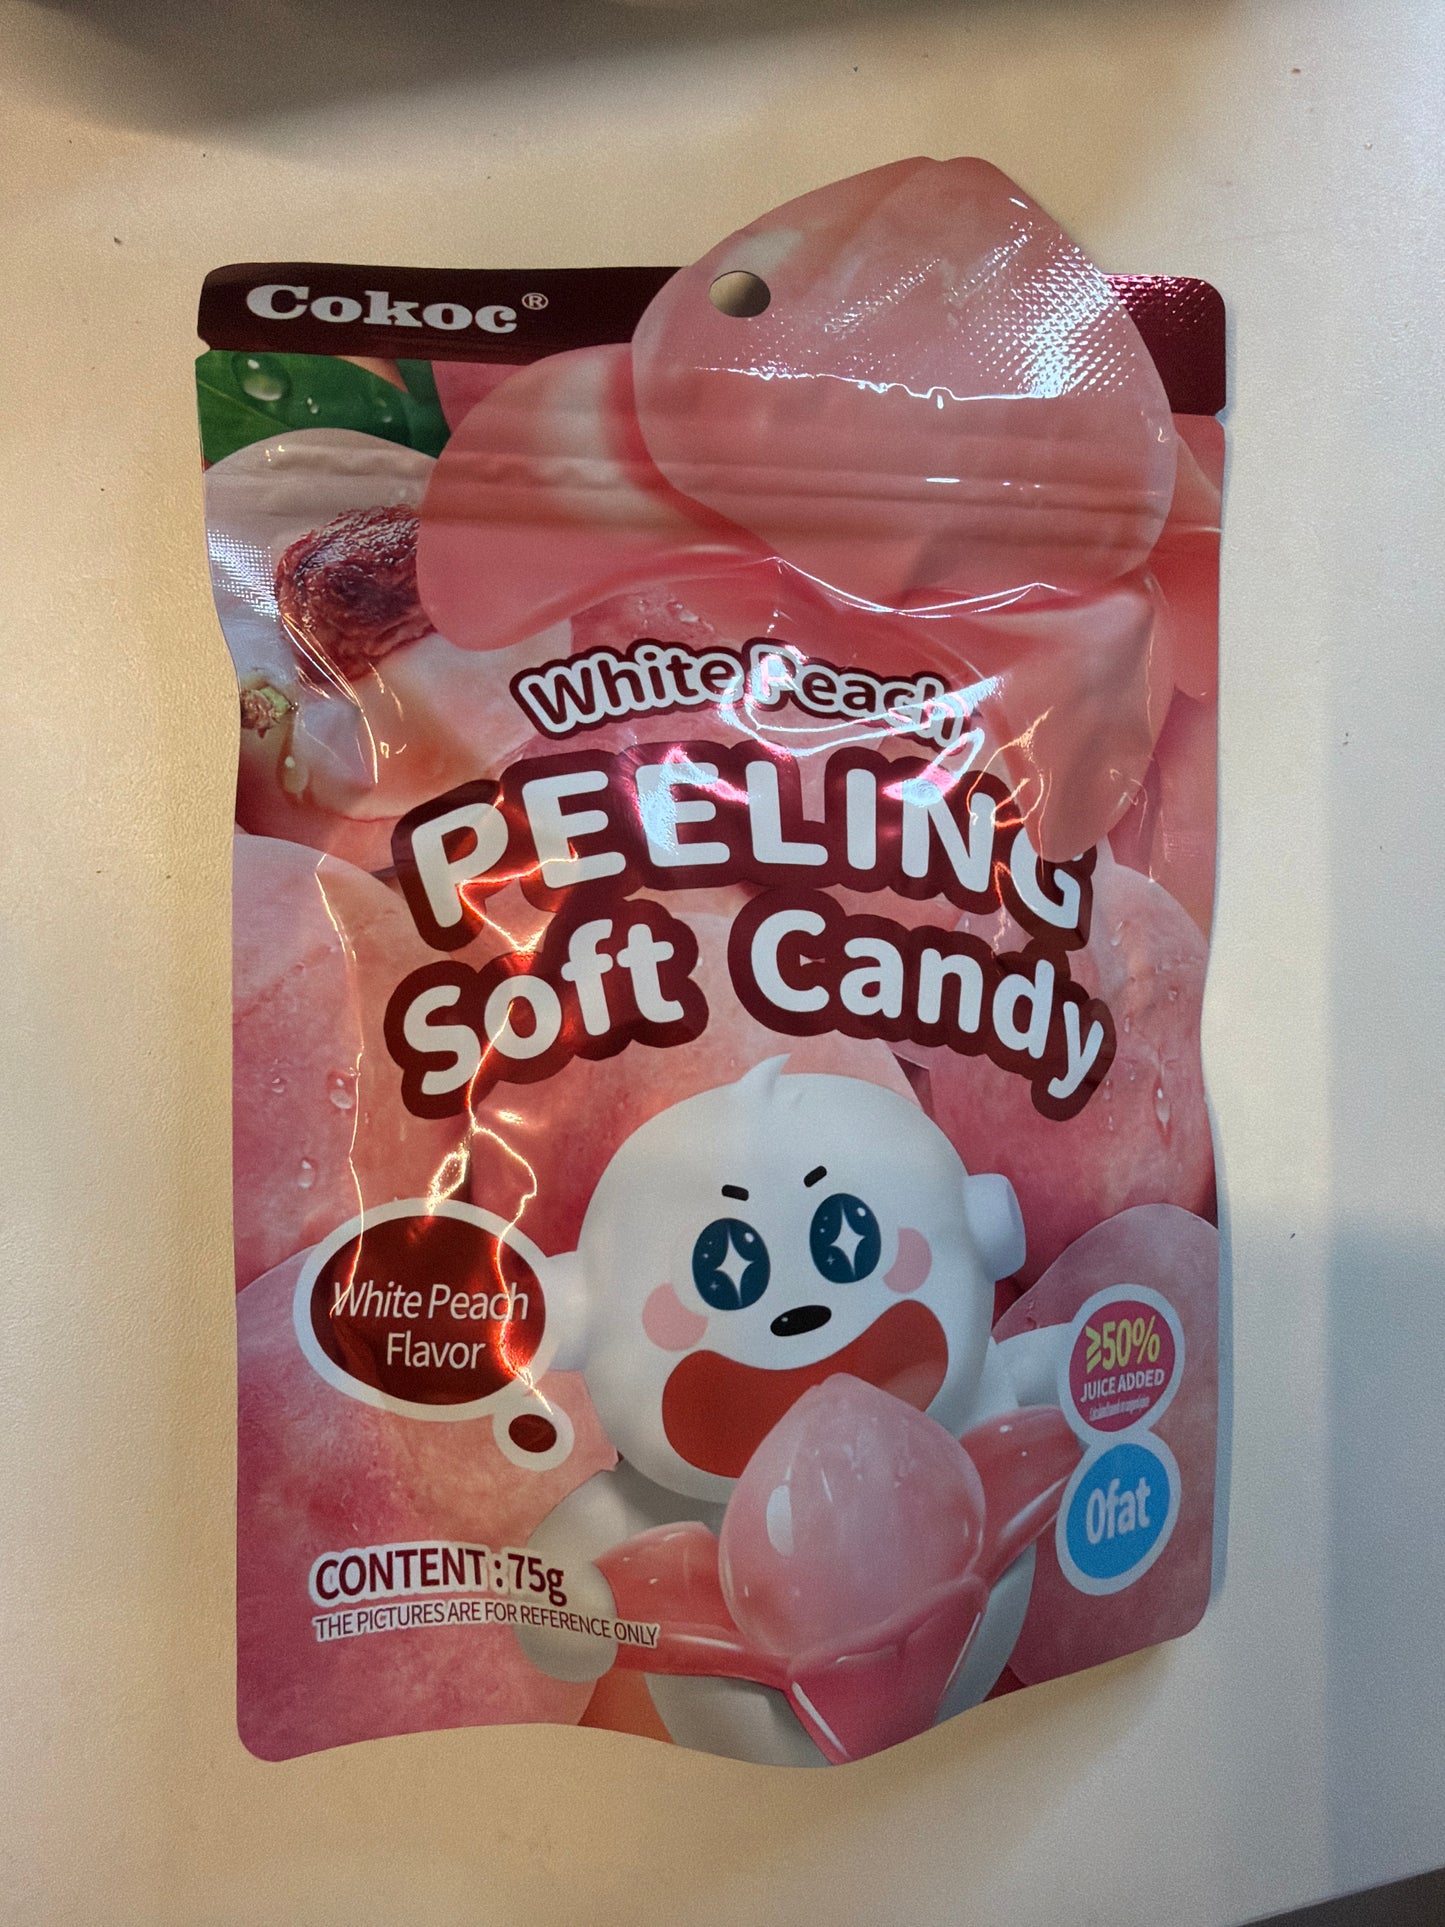 Cokoc®
White Peach
PEELING
Soft Candy
White Peach
Flavor
≥50%
JUICE ADDED
0fat
CONTENT : 75g
THE PICTURES ARE FOR REFERENCE ONLY